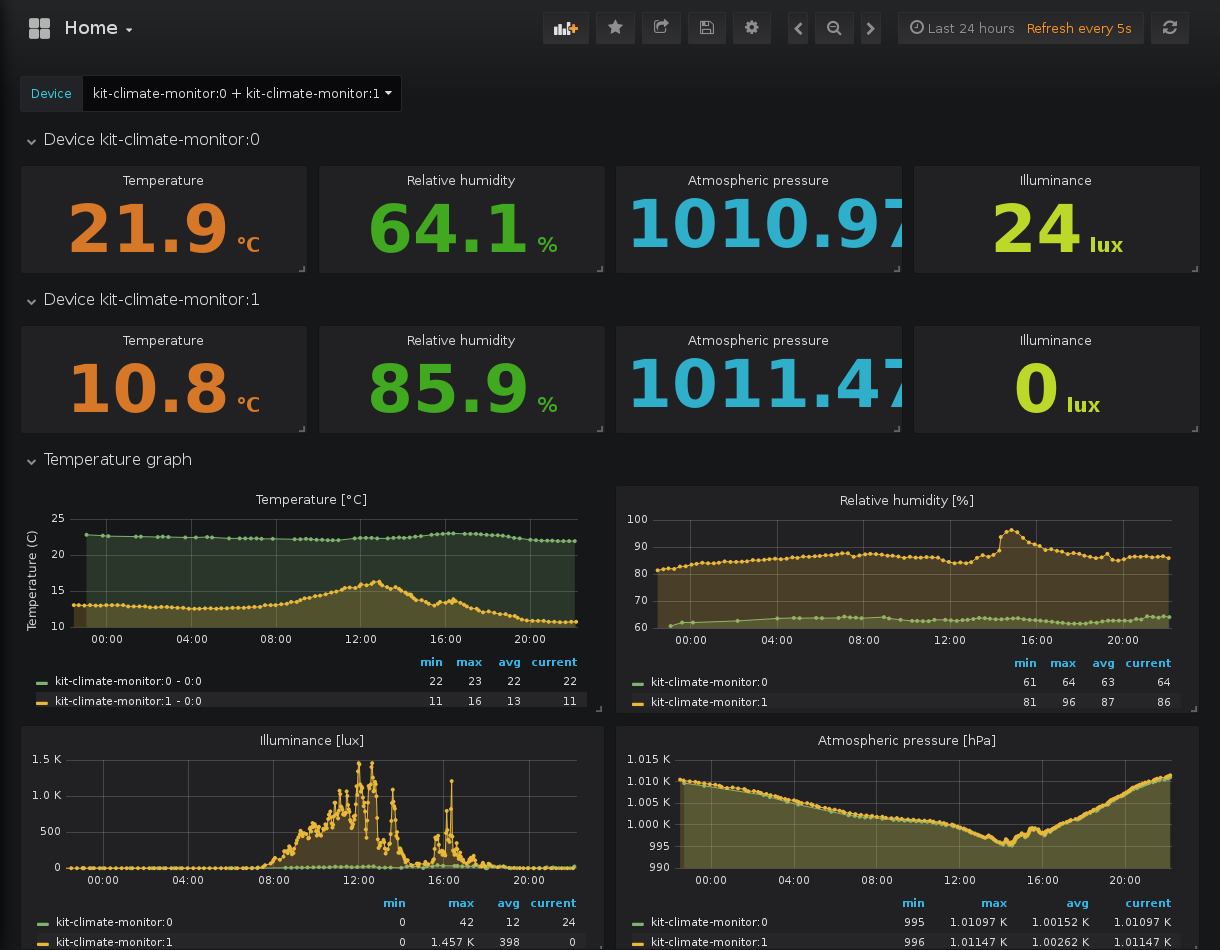 Home
Last 24 hours Refresh every 5s
Device kit-climate-monitor:0 + kit-climate-monitor:1
Device kit-climate-monitor:0
Temperature Relative humidity Atmospheric pressure Illuminance
21.9 °C 64.1 % 1010.97 24 lux
Device kit-climate-monitor:1
Temperature Relative humidity Atmospheric pressure Illuminance
10.8 °C 85.9 % 1011.47 0 lux
Temperature graph
Temperature [°C]
Temperature (C)
25
20
15
10
00:00 04:00 08:00 12:00 16:00 20:00
min max avg current
kit-climate-monitor:0 - 0:0 22 23 22 22
kit-climate-monitor:1 - 0:0 11 16 13 11
Relative humidity [%]
100
90
80
70
60
00:00 04:00 08:00 12:00 16:00 20:00
min max avg current
kit-climate-monitor:0 61 64 63 64
kit-climate-monitor:1 81 96 87 86
Illuminance [lux]
1.5 K
1.0 K
500
0
00:00 04:00 08:00 12:00 16:00 20:00
min max avg current
kit-climate-monitor:0 0 42 12 24
kit-climate-monitor:1 0 1.457 K 398 0
Atmospheric pressure [hPa]
1.015 K
1.010 K
1.005 K
1.000 K
995
990
00:00 04:00 08:00 12:00 16:00 20:00
min max avg current
kit-climate-monitor:0 995 1.01097 K 1.00152 K 1.01097 K
kit-climate-monitor:1 996 1.01147 K 1.00262 K 1.01147 K